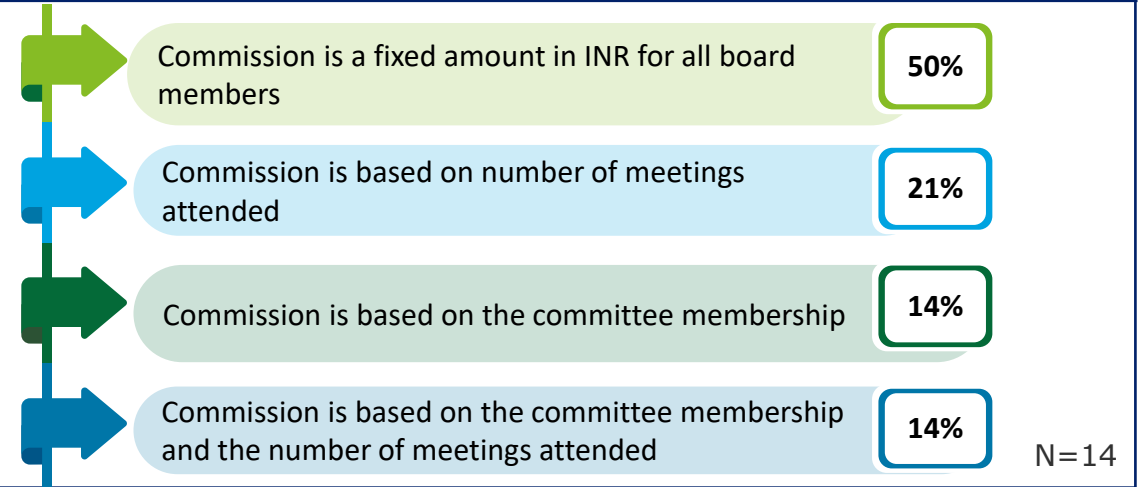 Commission is a fixed amount in INR for all board
members
50%
Commission is based on number of meetings
attended
21%
Commission is based on the committee membership
14%
Commission is based on the committee membership
and the number of meetings attended
14%
N=14